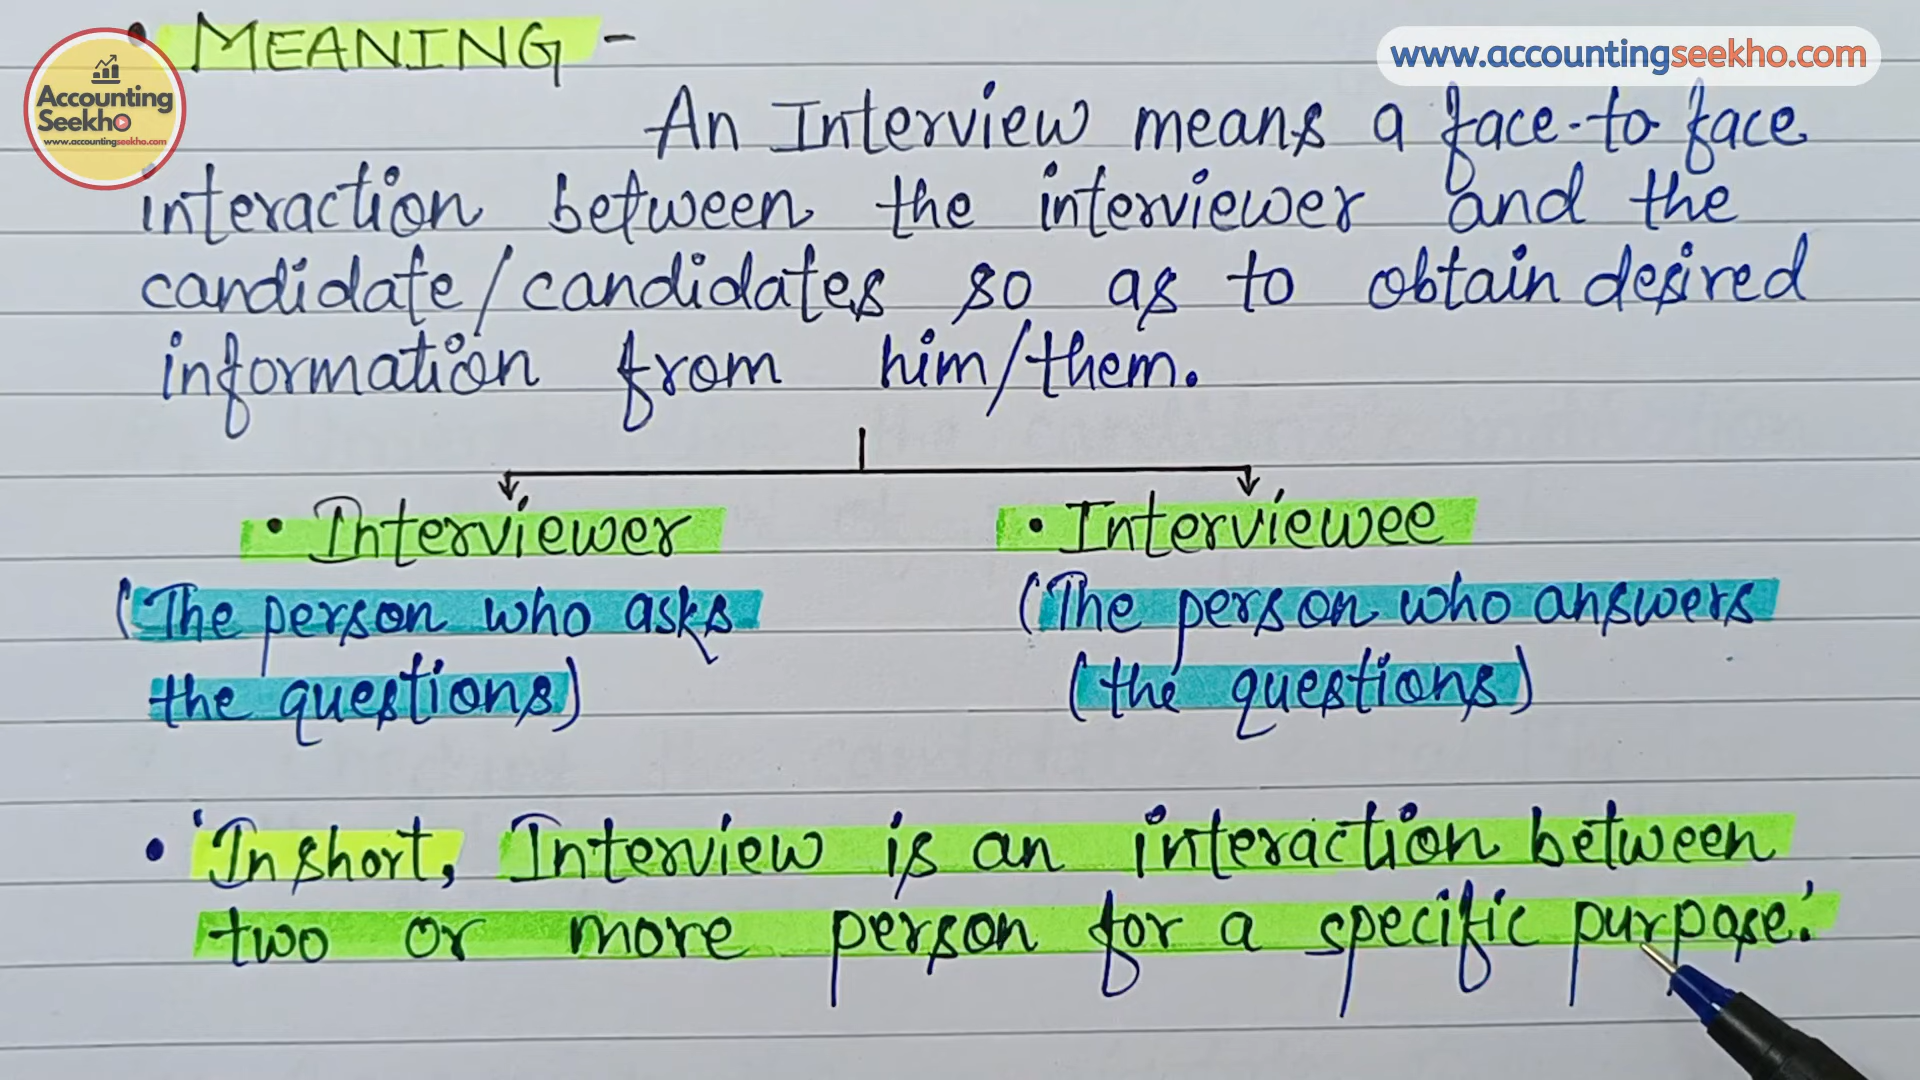 • MEANING -
Accounting
Seekho
www.accountingseekho.com
www.accountingseekho.com
An Interview means a face-to-face
interaction between the interviewer and the
candidate/candidates so as to obtain desired
information from him/them.
• Interviewer
• Interviewee
(The person who asks
the questions)
(The person who answers
(the questions)
• 'In short, Interview is an interaction between
two or more person for a specific purpose.'